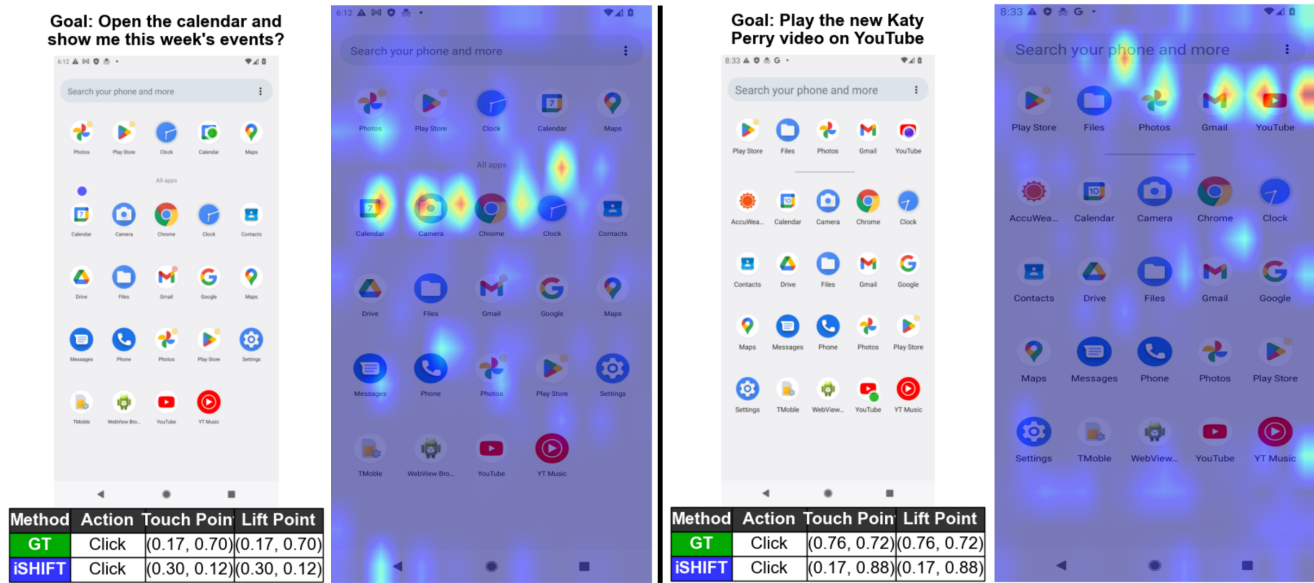 Goal: Open the calendar and
show me this week's events?
6:12
Search your phone and more
Photos Play Store Clock Calendar Maps
All apps
Calendar Camera Chrome Clock Contacts
Drive Files Gmail Google Maps
Messages Phone Photos Play Store Settings
TMoble WebView Bro... YouTube YT Music
Method Action Touch Poin Lift Point
GT Click (0.17, 0.70) (0.17, 0.70)
iSHIFT Click (0.30, 0.12) (0.30, 0.12)
6:12
Search your phone and more
Photos Play Store Clock Calendar Maps
All apps
Calendar Camera Chrome Clock Contacts
Drive Files Gmail Google Maps
Messages Phone Photos Play Store Settings
TMoble WebView Bro... YouTube YT Music
Goal: Play the new Katy
Perry video on YouTube
8:33 G
Search your phone and more
Play Store Files Photos Gmail YouTube
AccuWea... Calendar Camera Chrome Clock
Contacts Drive Files Gmail Google
Maps Messages Phone Photos Play Store
Settings TMoble WebView... YouTube YT Music
Method Action Touch Poin Lift Point
GT Click (0.76, 0.72) (0.76, 0.72)
iSHIFT Click (0.17, 0.88) (0.17, 0.88)
8:33 G
Search your phone and more
Play Store Files Photos Gmail YouTube
AccuWea... Calendar Camera Chrome Clock
Contacts Drive Files Gmail Google
Maps Messages Phone Photos Play Store
Settings TMoble WebView... YouTube YT Music